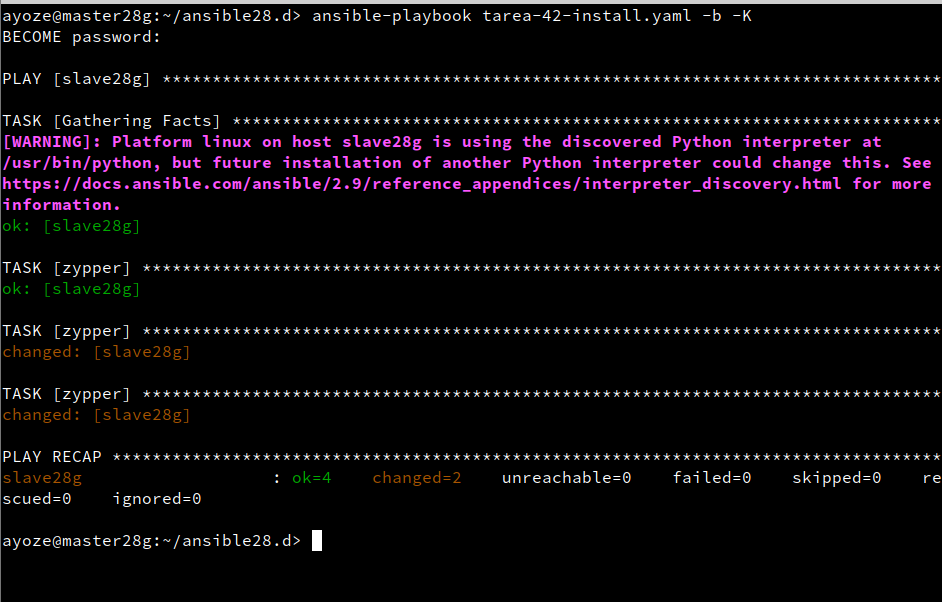 ayoze@master28g:~/ansible28.d> ansible-playbook tarea-42-install.yaml -b -K
BECOME password:
PLAY [slave28g] ******************************************************************************
TASK [Gathering Facts] ***********************************************************************
[WARNING]: Platform linux on host slave28g is using the discovered Python interpreter at
/usr/bin/python, but future installation of another Python interpreter could change this. See
https://docs.ansible.com/ansible/2.9/reference_appendices/interpreter_discovery.html for more
information.
ok: [slave28g]
TASK [zypper] ********************************************************************************
ok: [slave28g]
TASK [zypper] ********************************************************************************
changed: [slave28g]
TASK [zypper] ********************************************************************************
changed: [slave28g]
PLAY RECAP ***********************************************************************************
slave28g                   : ok=4    changed=2    unreachable=0    failed=0    skipped=0    re
scued=0    ignored=0
ayoze@master28g:~/ansible28.d>